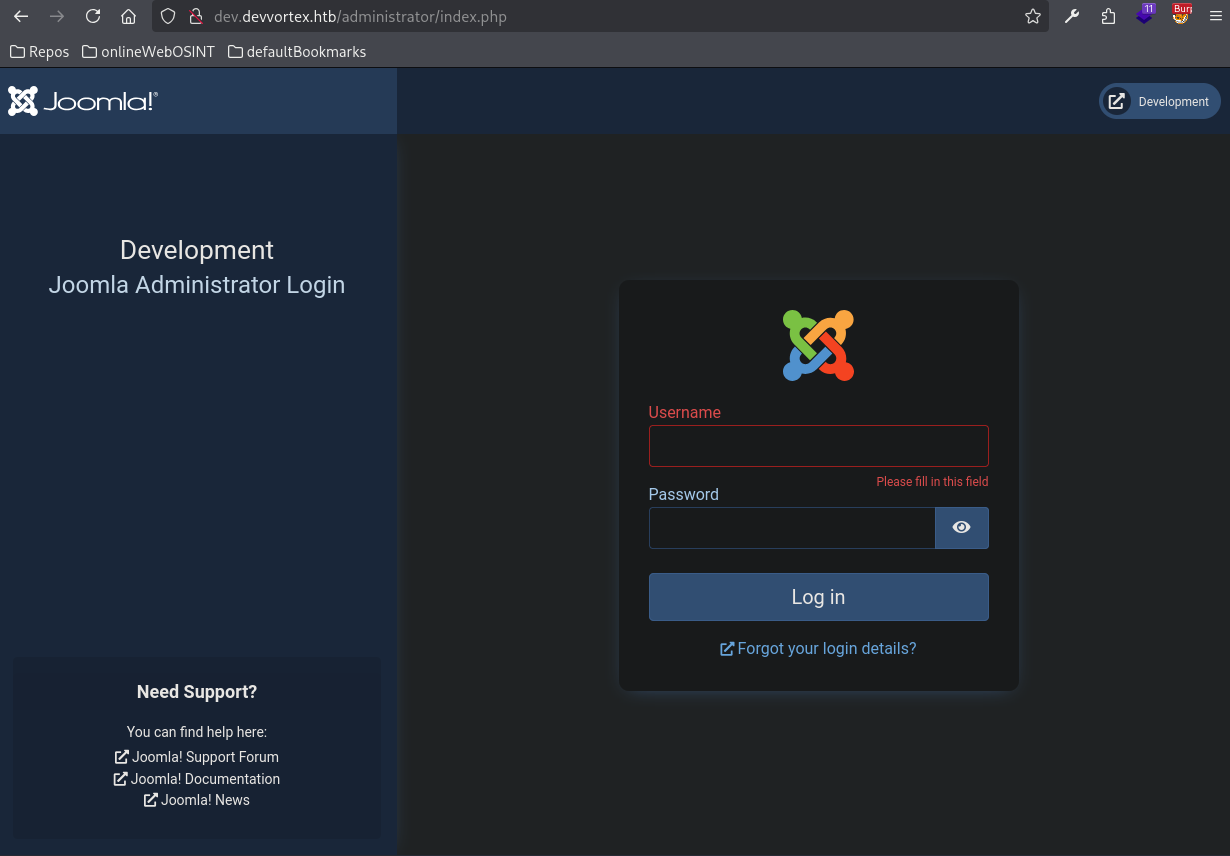 dev.devvortex.htb/administrator/index.php
11
Bur
Repos onlineWebOSINT defaultBookmarks
Joomla!®
Development
Development
Joomla Administrator Login
Username
Please fill in this field
Password
Log in
Forgot your login details?
Need Support?
You can find help here:
Joomla! Support Forum
Joomla! Documentation
Joomla! News